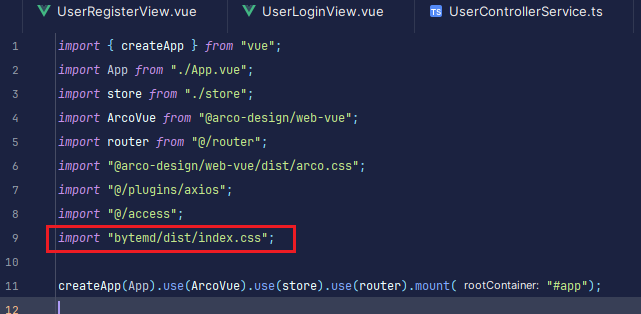 UserRegisterView.vue UserLoginView.vue TS UserControllerService.ts
1 import { createApp } from "vue";
2 import App from "./App.vue";
3 import store from "./store";
4 import ArcoVue from "@arco-design/web-vue";
5 import router from "@/router";
6 import "@arco-design/web-vue/dist/arco.css";
7 import "@/plugins/axios";
8 import "@/access";
9 import "bytemd/dist/index.css";
10
11 createApp(App).use(ArcoVue).use(store).use(router).mount( rootContainer: "#app");
12